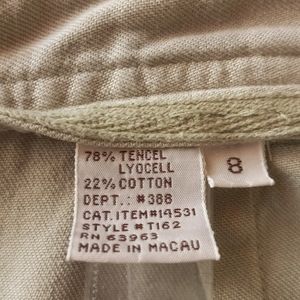 78% TENCEL
LYOCELL
22% COTTON
DEPT.: #388
CAT. ITEM#14531
STYLE # T162
RN 63963
MADE IN MACAU
8